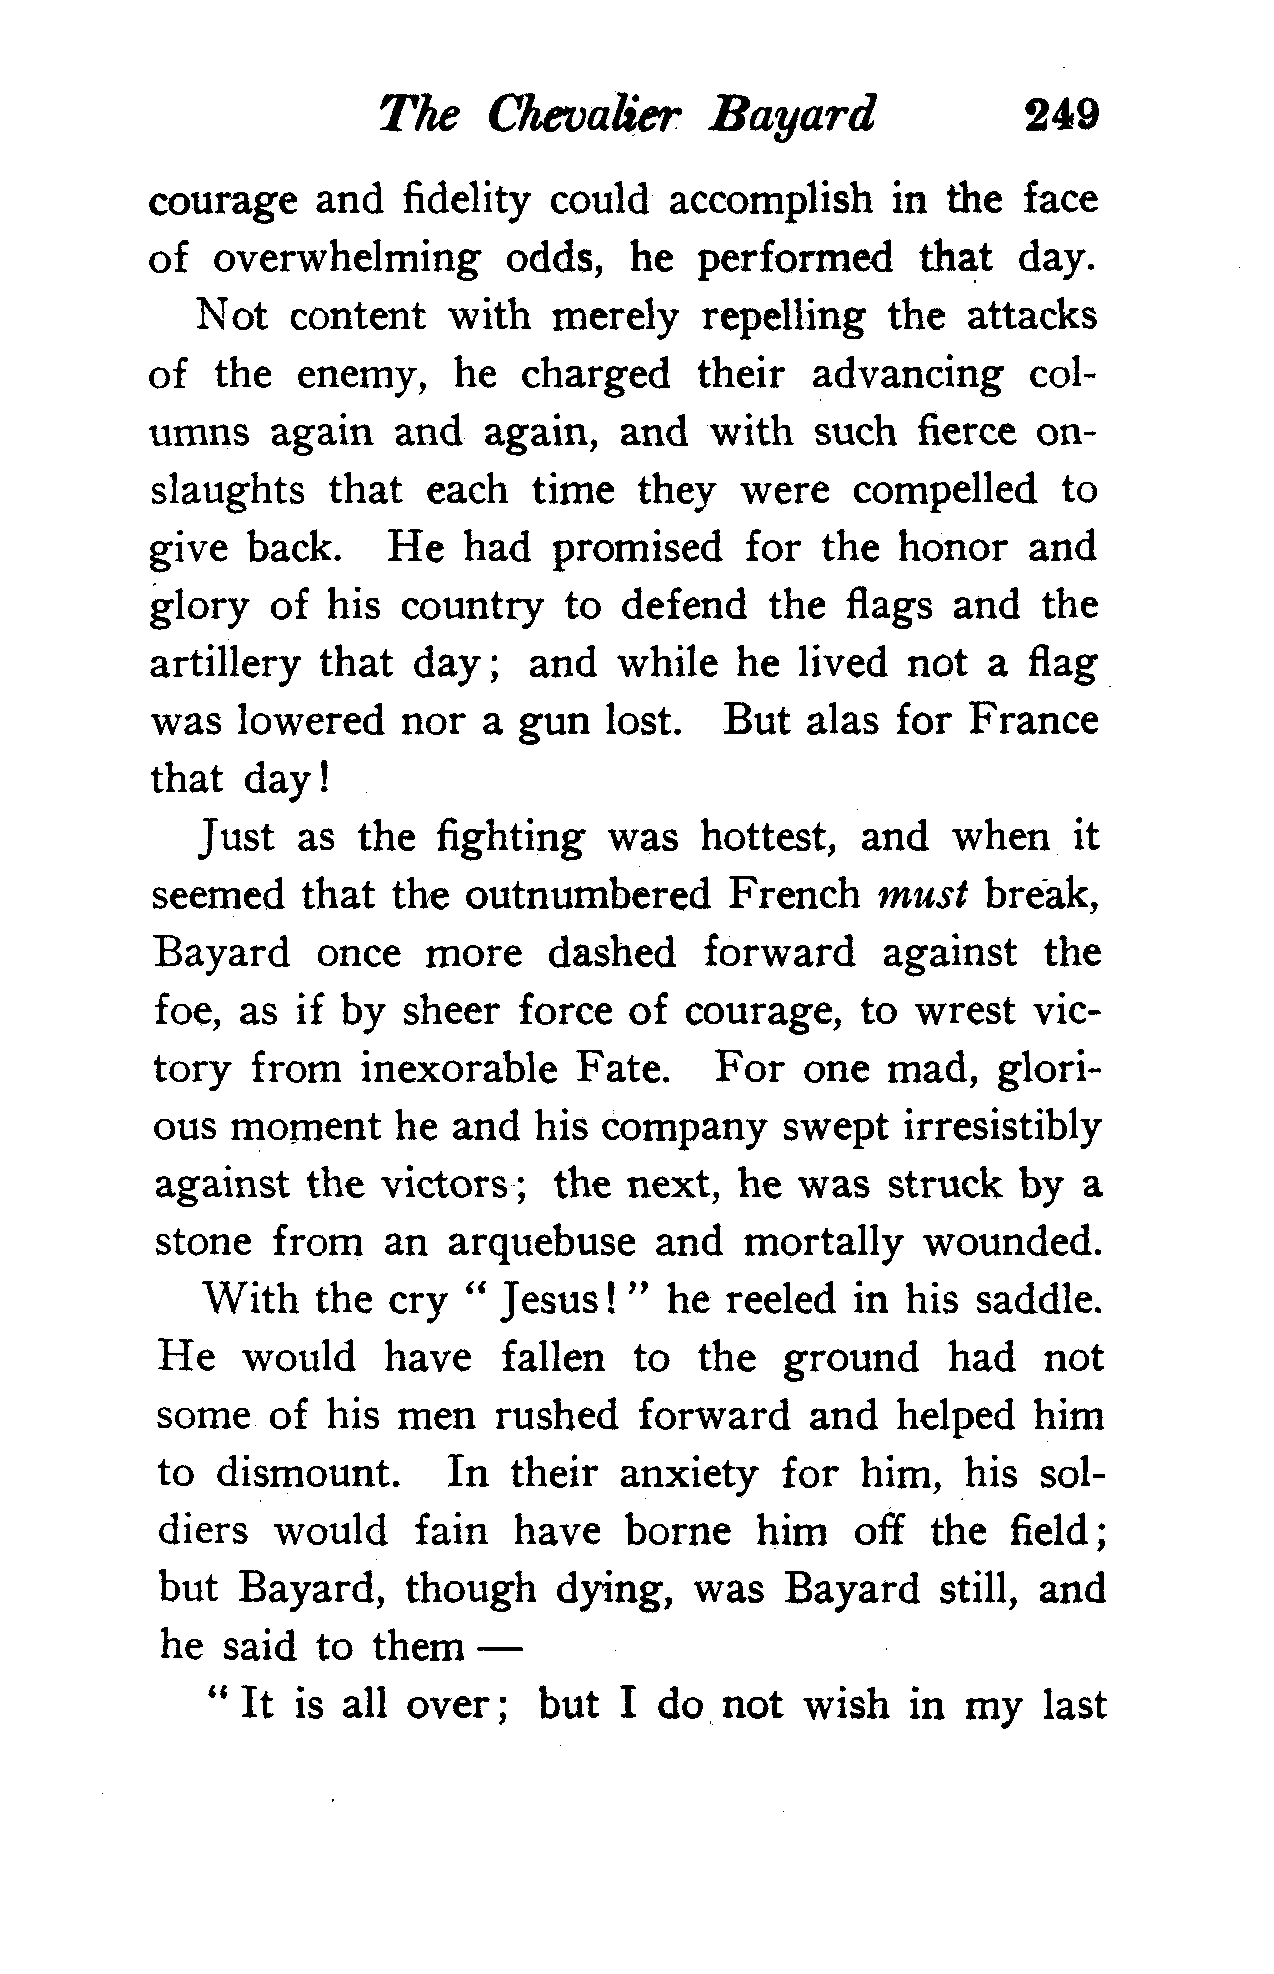 The Chevalier Bayard 249
courage and fidelity could accomplish in the face
of overwhelming odds, he performed that day.
Not content with merely repelling the attacks
of the enemy, he charged their advancing col-
umns again and again, and with such fierce on-
slaughts that each time they were compelled to
give back. He had promised for the honor and
glory of his country to defend the flags and the
artillery that day; and while he lived not a flag
was lowered nor a gun lost. But alas for France
that day!
Just as the fighting was hottest, and when it
seemed that the outnumbered French must break,
Bayard once more dashed forward against the
foe, as if by sheer force of courage, to wrest vic-
tory from inexorable Fate. For one mad, glori-
ous moment he and his company swept irresistibly
against the victors; the next, he was struck by a
stone from an arquebuse and mortally wounded.
With the cry “Jesus!” he reeled in his saddle.
He would have fallen to the ground had not
some of his men rushed forward and helped him
to dismount. In their anxiety for him, his sol-
diers would fain have borne him off the field;
but Bayard, though dying, was Bayard still, and
he said to them —
“It is all over; but I do not wish in my last